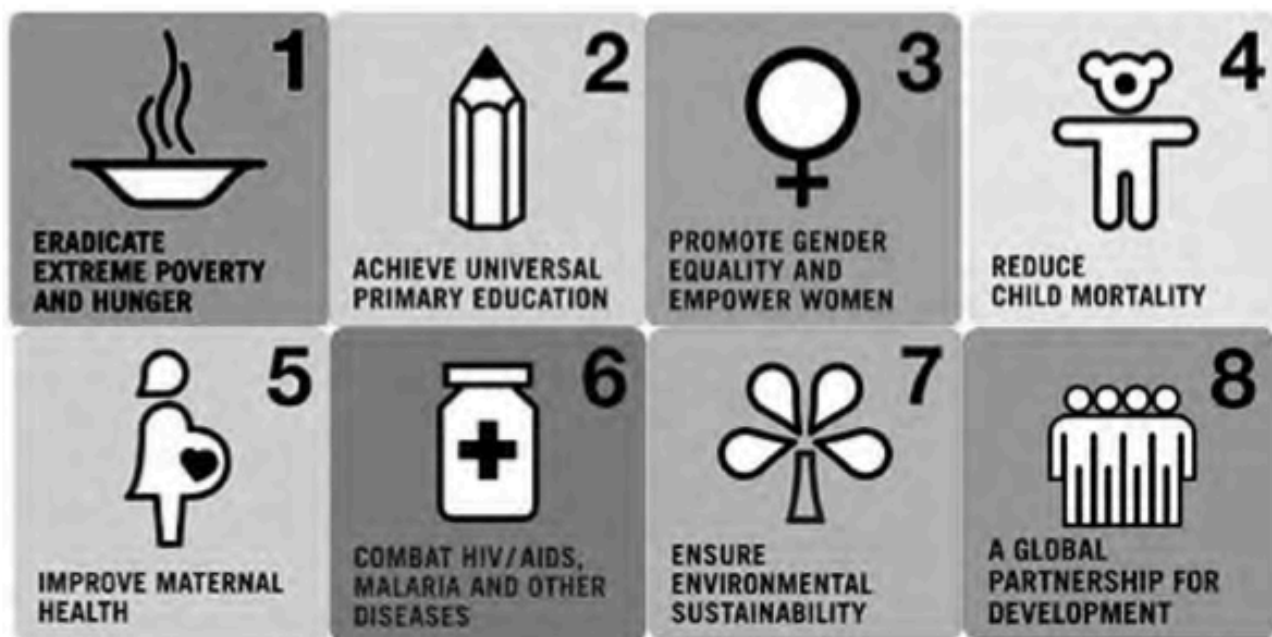 1
ERADICATE
EXTREME POVERTY
AND HUNGER
2
ACHIEVE UNIVERSAL
PRIMARY EDUCATION
3
PROMOTE GENDER
EQUALITY AND
EMPOWER WOMEN
4
REDUCE
CHILD MORTALITY
5
IMPROVE MATERNAL
HEALTH
6
COMBAT HIV/AIDS,
MALARIA AND OTHER
DISEASES
7
ENSURE
ENVIRONMENTAL
SUSTAINABILITY
8
A GLOBAL
PARTNERSHIP FOR
DEVELOPMENT